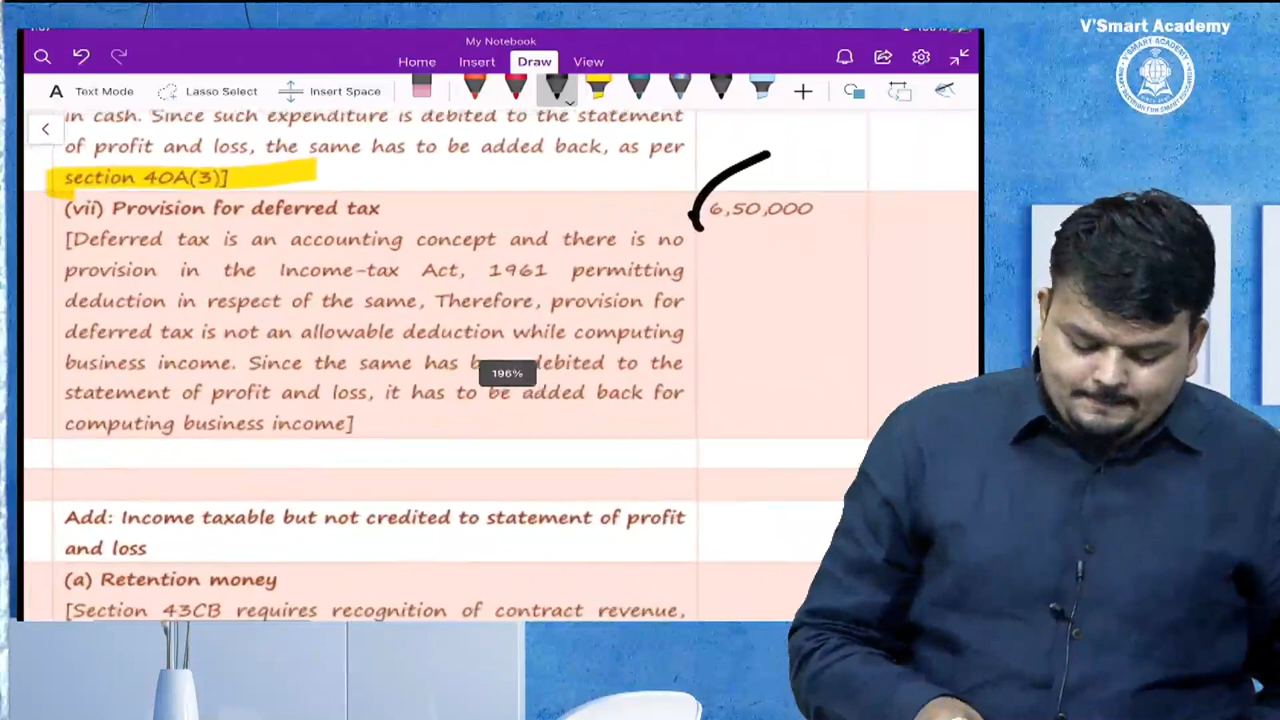 V'Smart Academy
My Notebook
Home Insert Draw View
Text Mode Lasso Select Insert Space
in cash. Since such expenditure is debited to the statement
of profit and loss, the same has to be added back, as per
section 40A(3)]
(vii) Provision for deferred tax 6,50,000
[Deferred tax is an accounting concept and there is no
provision in the Income-tax Act, 1961 permitting
deduction in respect of the same, Therefore, provision for
deferred tax is not an allowable deduction while computing
business income. Since the same has debited to the
196%
statement of profit and loss, it has to be added back for
computing business income]
Add: Income taxable but not credited to statement of profit
and loss
(a) Retention money
[Section 43CB requires recognition of contract revenue,